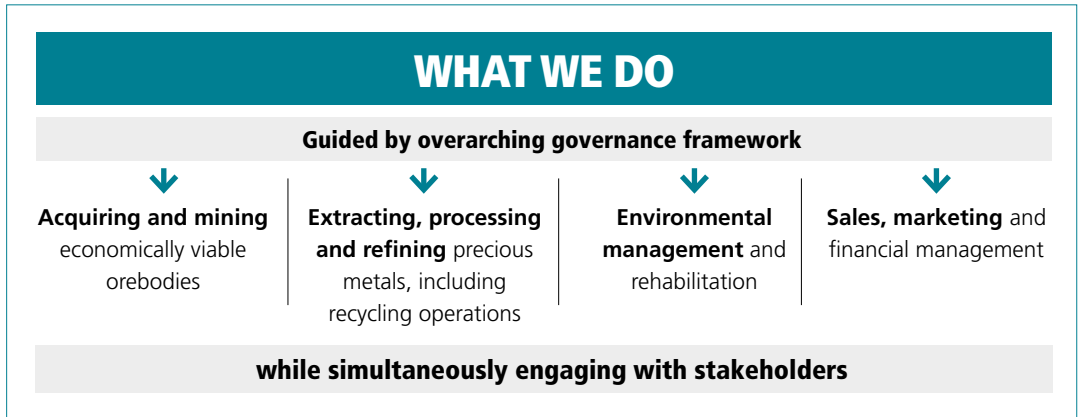 WHAT WE DO
Guided by overarching governance framework
Acquiring and mining
economically viable
orebodies
Extracting, processing
and refining precious
metals, including
recycling operations
Environmental
management and
rehabilitation
Sales, marketing and
financial management
while simultaneously engaging with stakeholders